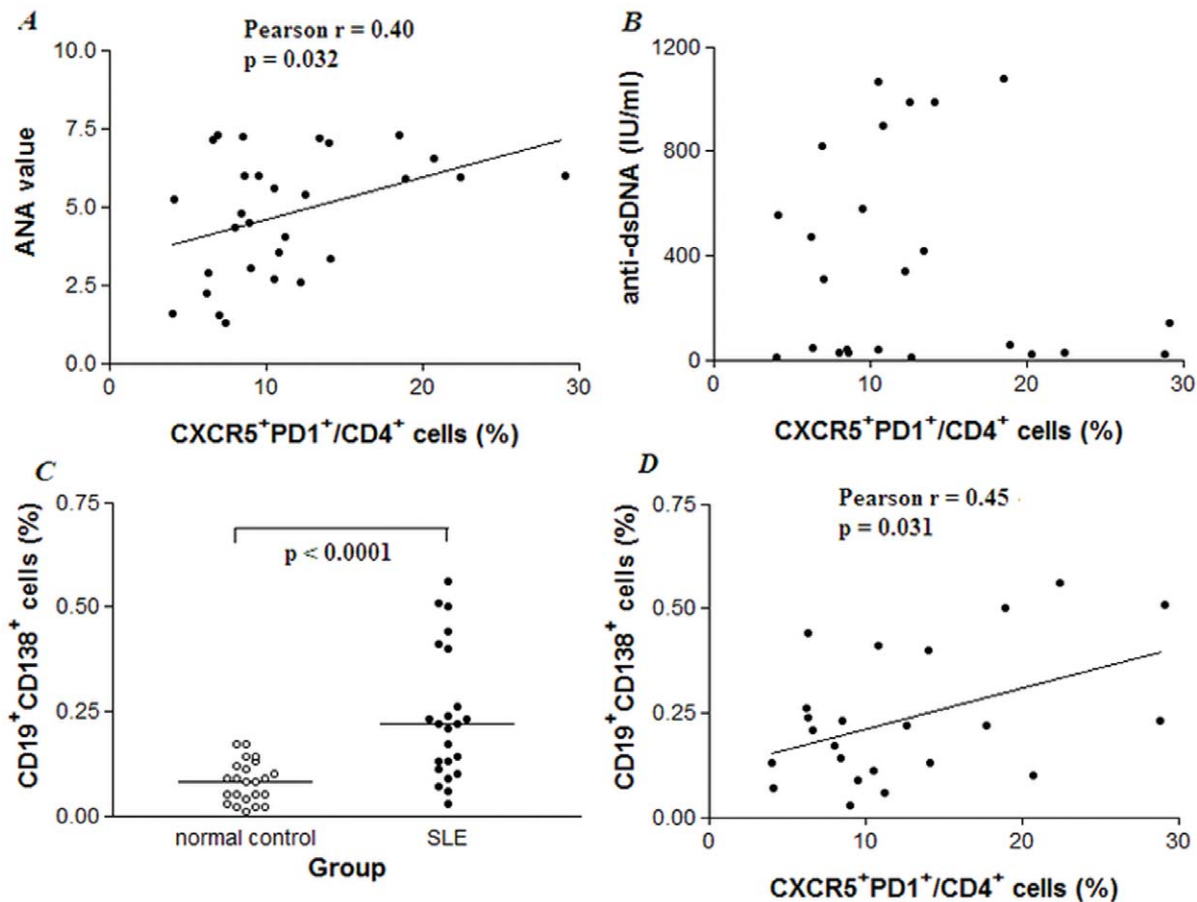 A
Pearson r = 0.40
p = 0.032
10.0
7.5
5.0
2.5
0.0
ANA value
0 10 20 30
CXCR5⁺PD1⁺/CD4⁺ cells (%)
B
1200
800
400
0
anti-dsDNA (IU/ml)
0 10 20 30
CXCR5⁺PD1⁺/CD4⁺ cells (%)
C
0.75
0.50
0.25
0.00
CD19⁺CD138⁺ cells (%)
p < 0.0001
normal control SLE
Group
D
Pearson r = 0.45
p = 0.031
0.75
0.50
0.25
0.00
CD19⁺CD138⁺ cells (%)
0 10 20 30
CXCR5⁺PD1⁺/CD4⁺ cells (%)